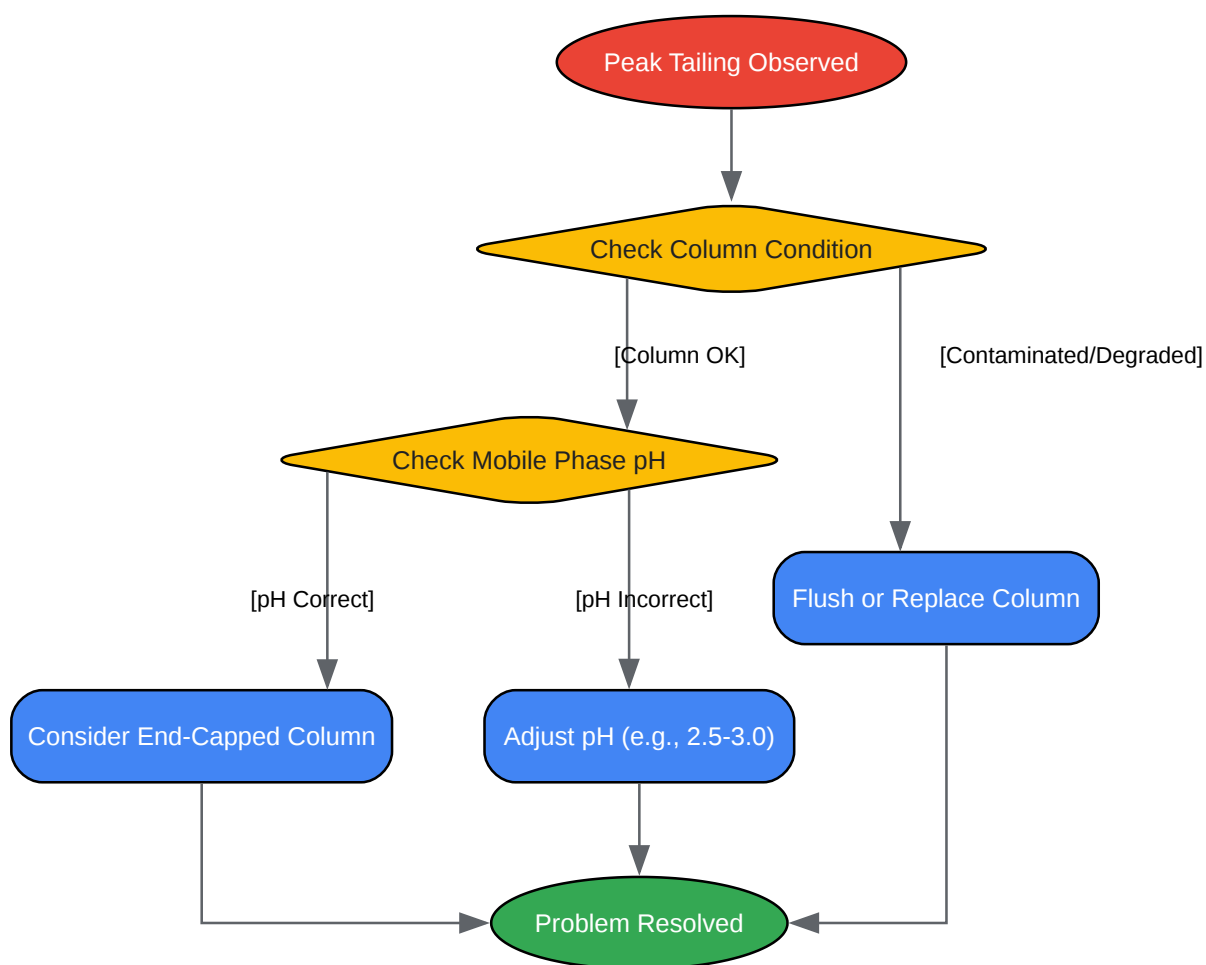 Peak Tailing Observed
Check Column Condition
[Column OK]
[Contaminated/Degraded]
Check Mobile Phase pH
[pH Correct]
[pH Incorrect]
Flush or Replace Column
Consider End-Capped Column
Adjust pH (e.g., 2.5-3.0)
Problem Resolved